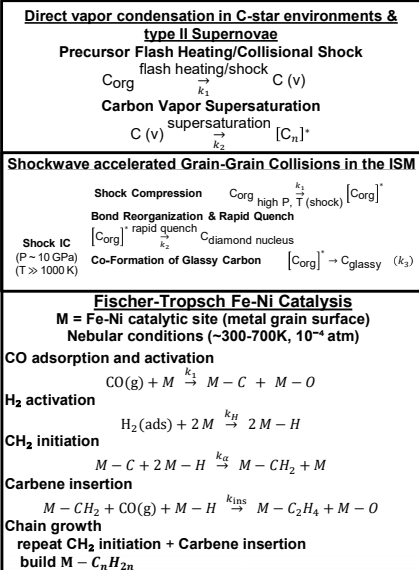 Direct vapor condensation in C-star environments &
type II Supernovae
Precursor Flash Heating/Collisional Shock
C_org flash heating/shock → k₁ C (v)
Carbon Vapor Supersaturation
C (v) supersaturation → k₂ [Cₙ]*
Shockwave accelerated Grain-Grain Collisions in the ISM
Shock Compression C_org k₁ → high P, T (shock) [C_org]*
Bond Reorganization & Rapid Quench
Shock IC
(P ~ 10 GPa)
(T ≫ 1000 K)
[C_org]* rapid quench → k₂ C_diamond nucleus
Co-Formation of Glassy Carbon [C_org]* → C_glassy (k₃)
Fischer-Tropsch Fe-Ni Catalysis
M = Fe-Ni catalytic site (metal grain surface)
Nebular conditions (~300-700K, 10⁻⁴ atm)
CO adsorption and activation
CO(g) + M k₁ → M − C + M − O
H₂ activation
H₂(ads) + 2 M k_H → 2 M − H
CH₂ initiation
M − C + 2 M − H k_α → M − CH₂ + M
Carbene insertion
M − CH₂ + CO(g) + M − H k_ins → M − C₂H₄ + M − O
Chain growth
repeat CH₂ initiation + Carbene insertion
build M − CₙH₂ₙ